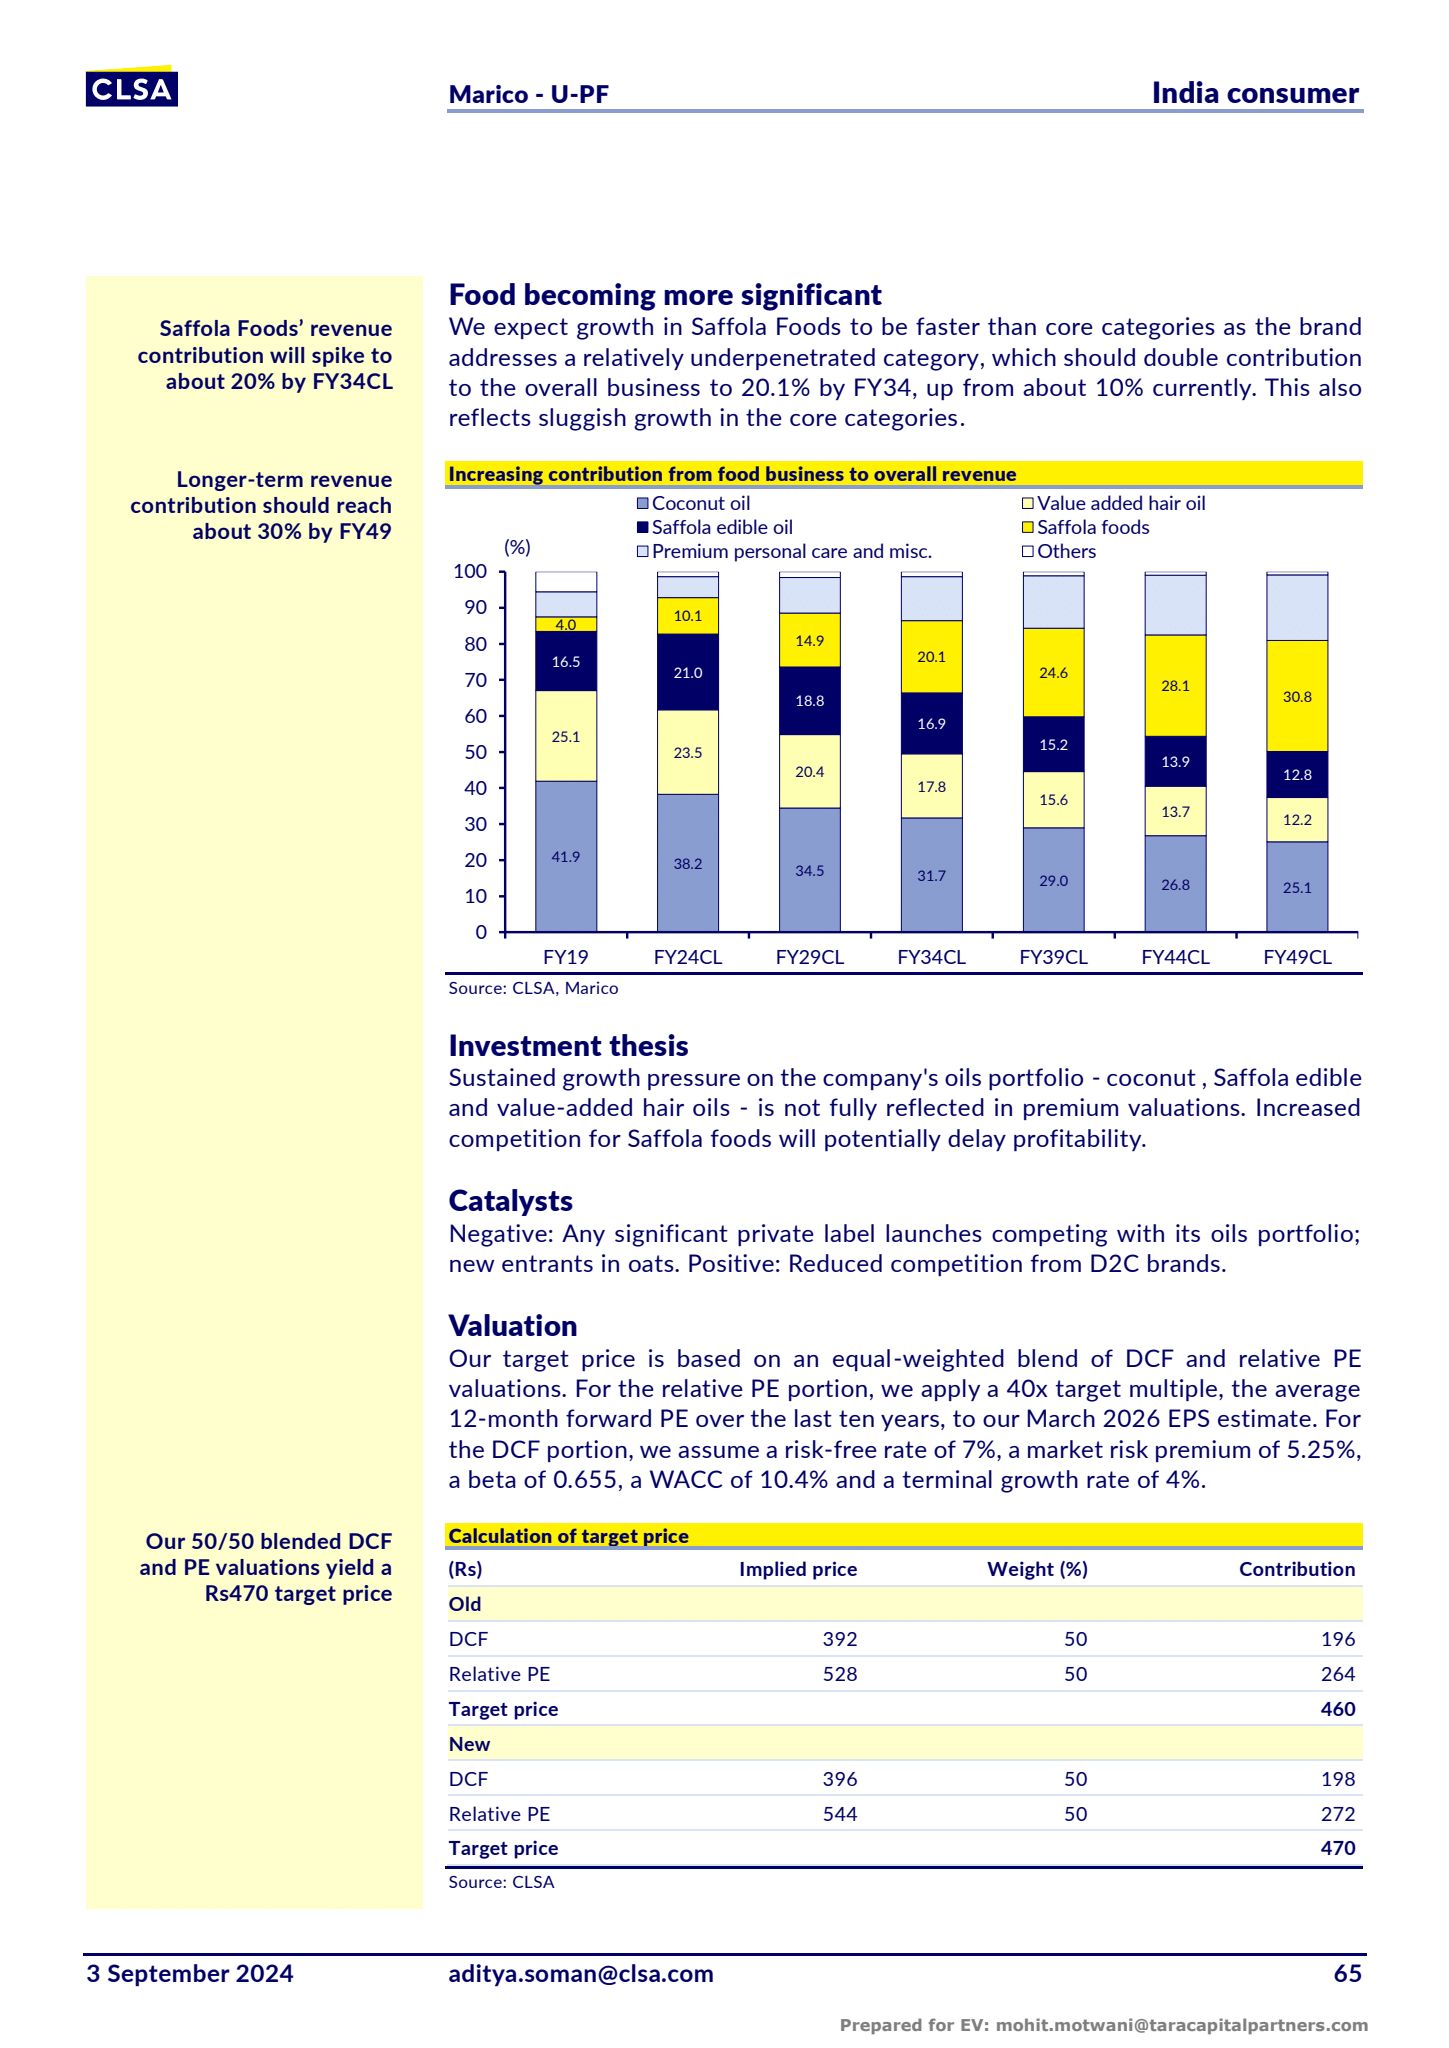 CLSA
Marico - U-PF
India consumer
Saffola Foods’ revenue
contribution will spike to
about 20% by FY34CL
Longer-term revenue
contribution should reach
about 30% by FY49
Food becoming more significant
We expect growth in Saffola Foods to be faster than core categories as the brand
addresses a relatively underpenetrated category, which should double contribution
to the overall business to 20.1% by FY34, up from about 10% currently. This also
reflects sluggish growth in the core categories.
Increasing contribution from food business to overall revenue
Coconut oil Value added hair oil
Saffola edible oil Saffola foods
Premium personal care and misc. Others
(%)
100
90
80
70
60
50
40
30
20
10
0
4.0 10.1 14.9 20.1 24.6 28.1 30.8
16.5 21.0 18.8 16.9 15.2 13.9 12.8
25.1 23.5 20.4 17.8 15.6 13.7 12.2
41.9 38.2 34.5 31.7 29.0 26.8 25.1
FY19 FY24CL FY29CL FY34CL FY39CL FY44CL FY49CL
Source: CLSA, Marico
Investment thesis
Sustained growth pressure on the company's oils portfolio - coconut , Saffola edible
and value-added hair oils - is not fully reflected in premium valuations. Increased
competition for Saffola foods will potentially delay profitability.
Catalysts
Negative: Any significant private label launches competing with its oils portfolio;
new entrants in oats. Positive: Reduced competition from D2C brands.
Valuation
Our target price is based on an equal-weighted blend of DCF and relative PE
valuations. For the relative PE portion, we apply a 40x target multiple, the average
12-month forward PE over the last ten years, to our March 2026 EPS estimate. For
the DCF portion, we assume a risk-free rate of 7%, a market risk premium of 5.25%,
a beta of 0.655, a WACC of 10.4% and a terminal growth rate of 4%.
Our 50/50 blended DCF
and PE valuations yield a
Rs470 target price
Calculation of target price
(Rs) Implied price Weight (%) Contribution
Old
DCF 392 50 196
Relative PE 528 50 264
Target price 460
New
DCF 396 50 198
Relative PE 544 50 272
Target price 470
Source: CLSA
3 September 2024 aditya.soman@clsa.com 65
Prepared for EV: mohit.motwani@taracapitalpartners.com